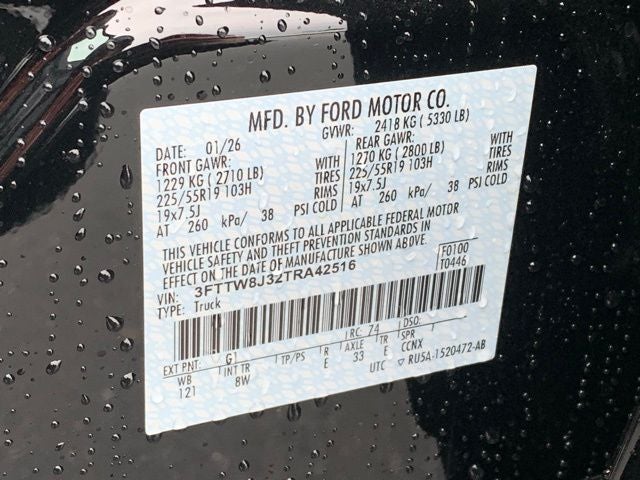 MFD. BY FORD MOTOR CO.
DATE: 01/26 GVWR: 2418 KG ( 5330 LB)
FRONT GAWR: REAR GAWR:
1229 KG ( 2710 LB) WITH 1270 KG ( 2800 LB) WITH
225/55R19 103H TIRES 225/55R19 103H TIRES
19x7.5J RIMS 19x7.5J RIMS
AT 260 kPa/ 38 PSI COLD AT 260 kPa/ 38 PSI COLD
THIS VEHICLE CONFORMS TO ALL APPLICABLE FEDERAL MOTOR
VEHICLE SAFETY AND THEFT PREVENTION STANDARDS IN
EFFECT ON THE DATE OF MANUFACTURE SHOWN ABOVE.
VIN: 3FTTW8J3ZTRA42516 F0100
TYPE: Truck T0446
RC: 74 DSO:
EXT PNT: G1
WB INT TR TP/PS R AXLE TR SPR
121 8W E 33 E CCNX
UTC ▽ RU5A-1520472-AB